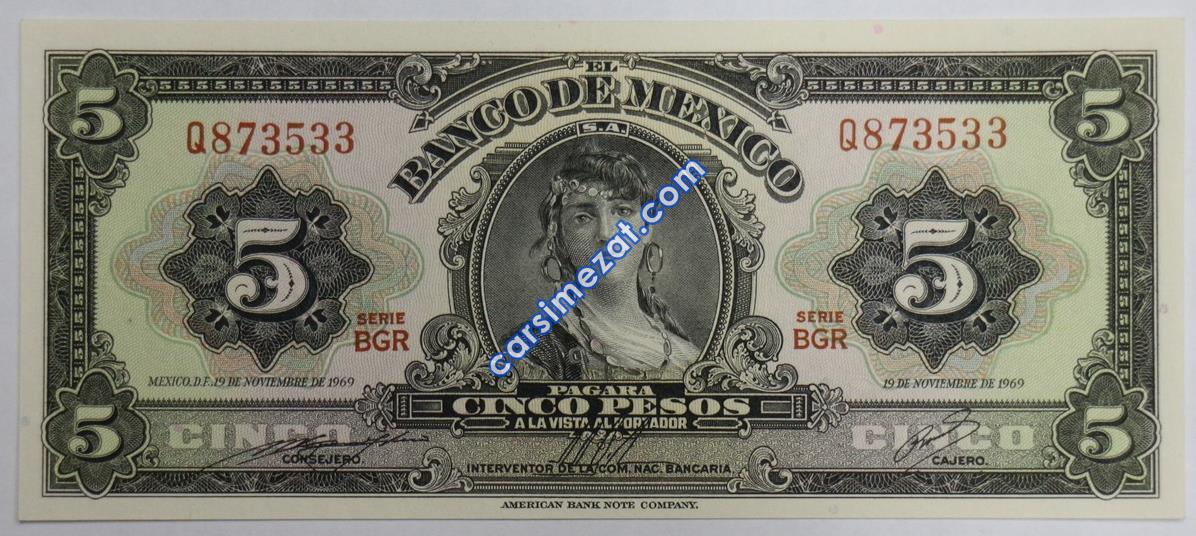 5
5
EL
BANCO DE MEXICO
S.A.
Q873533
Q873533
5
5
SERIE
BGR
SERIE
BGR
carsimezat.com
MEXICO, D.F. 19 DE NOVIEMBRE DE 1969
19 DE NOVIEMBRE DE 1969
PAGARA
CINCO PESOS
A LA VISTA AL PORTADOR
5
CINCO
CINCO
5
CONSEJERO.
INTERVENTOR DE LA COM. NAC. BANCARIA
CAJERO.
AMERICAN BANK NOTE COMPANY.